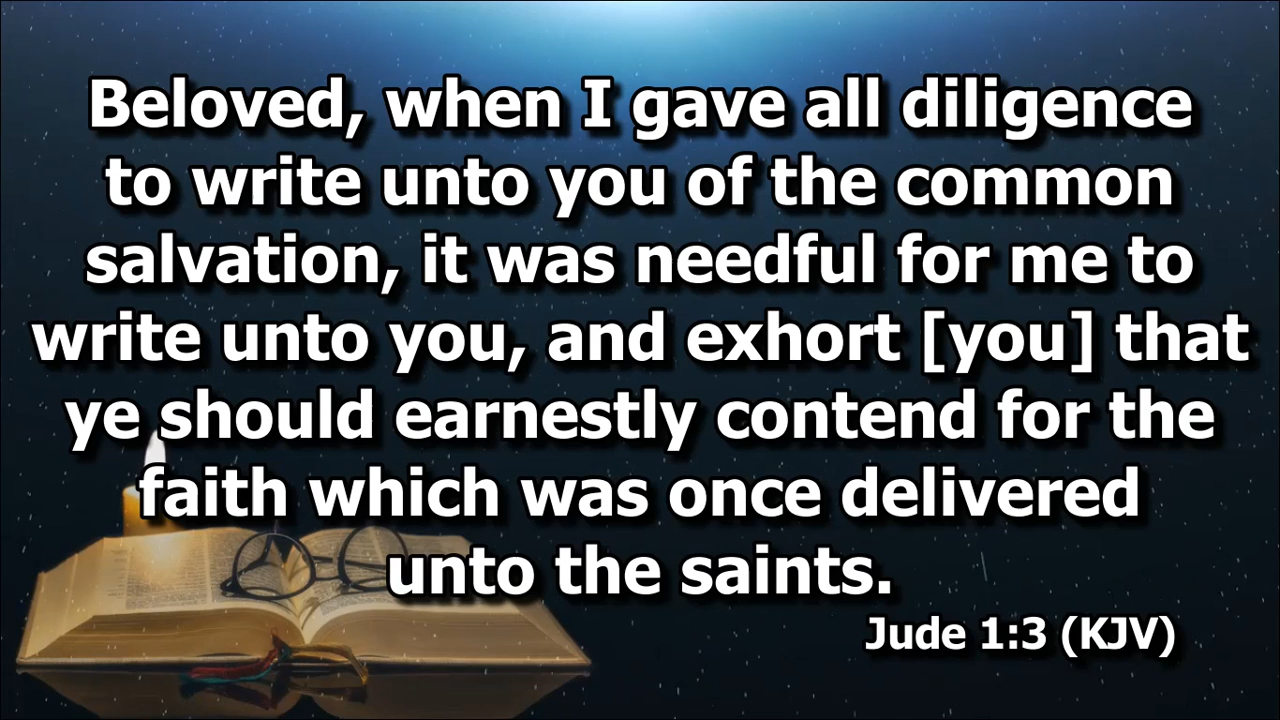 Beloved, when I gave all diligence
to write unto you of the common
salvation, it was needful for me to
write unto you, and exhort [you] that
ye should earnestly contend for the
faith which was once delivered
unto the saints.
Jude 1:3 (KJV)